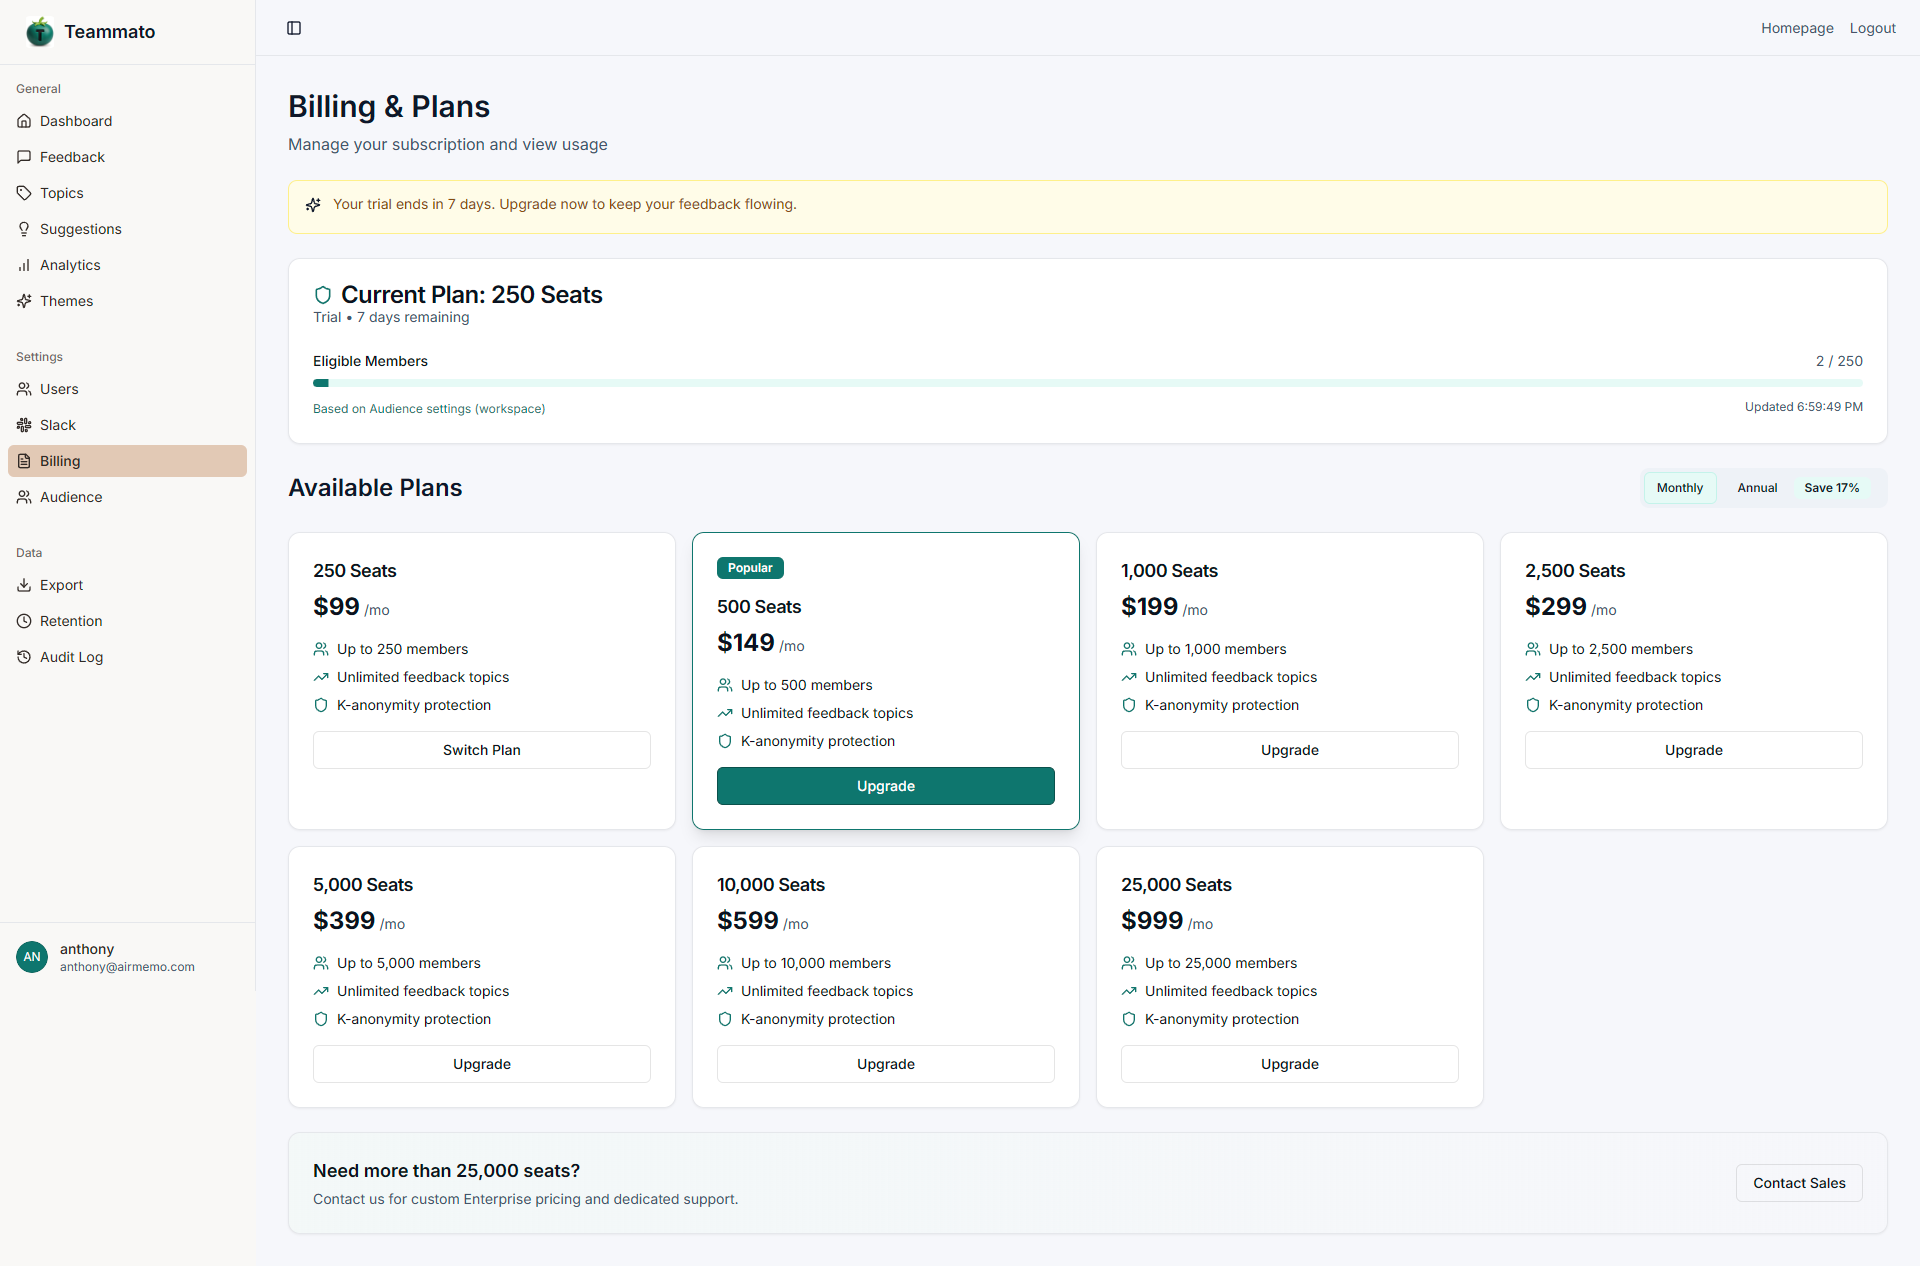 Teammato
Homepage Logout
General
Dashboard
Feedback
Topics
Suggestions
Analytics
Themes
Settings
Users
Slack
Billing
Audience
Data
Export
Retention
Audit Log
AN
anthony
anthony@airmemo.com
Billing & Plans
Manage your subscription and view usage
Your trial ends in 7 days. Upgrade now to keep your feedback flowing.
Current Plan: 250 Seats
Trial • 7 days remaining
Eligible Members 2 / 250
Based on Audience settings (workspace) Updated 6:59:49 PM
Available Plans
Monthly Annual Save 17%
250 Seats
$99 /mo
Up to 250 members
Unlimited feedback topics
K-anonymity protection
Switch Plan
Popular
500 Seats
$149 /mo
Up to 500 members
Unlimited feedback topics
K-anonymity protection
Upgrade
1,000 Seats
$199 /mo
Up to 1,000 members
Unlimited feedback topics
K-anonymity protection
Upgrade
2,500 Seats
$299 /mo
Up to 2,500 members
Unlimited feedback topics
K-anonymity protection
Upgrade
5,000 Seats
$399 /mo
Up to 5,000 members
Unlimited feedback topics
K-anonymity protection
Upgrade
10,000 Seats
$599 /mo
Up to 10,000 members
Unlimited feedback topics
K-anonymity protection
Upgrade
25,000 Seats
$999 /mo
Up to 25,000 members
Unlimited feedback topics
K-anonymity protection
Upgrade
Need more than 25,000 seats?
Contact us for custom Enterprise pricing and dedicated support.
Contact Sales